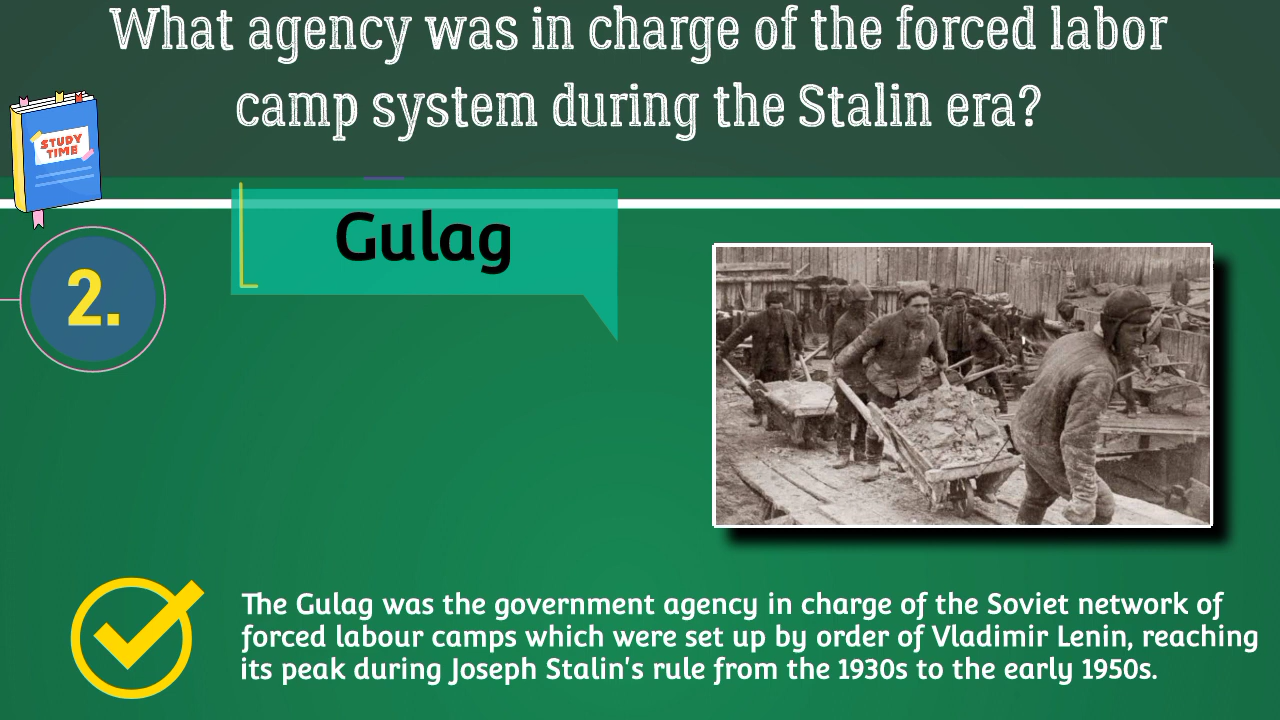 What agency was in charge of the forced labor
camp system during the Stalin era?
STUDY
TIME
Gulag
2.
The Gulag was the government agency in charge of the Soviet network of
forced labour camps which were set up by order of Vladimir Lenin, reaching
its peak during Joseph Stalin's rule from the 1930s to the early 1950s.